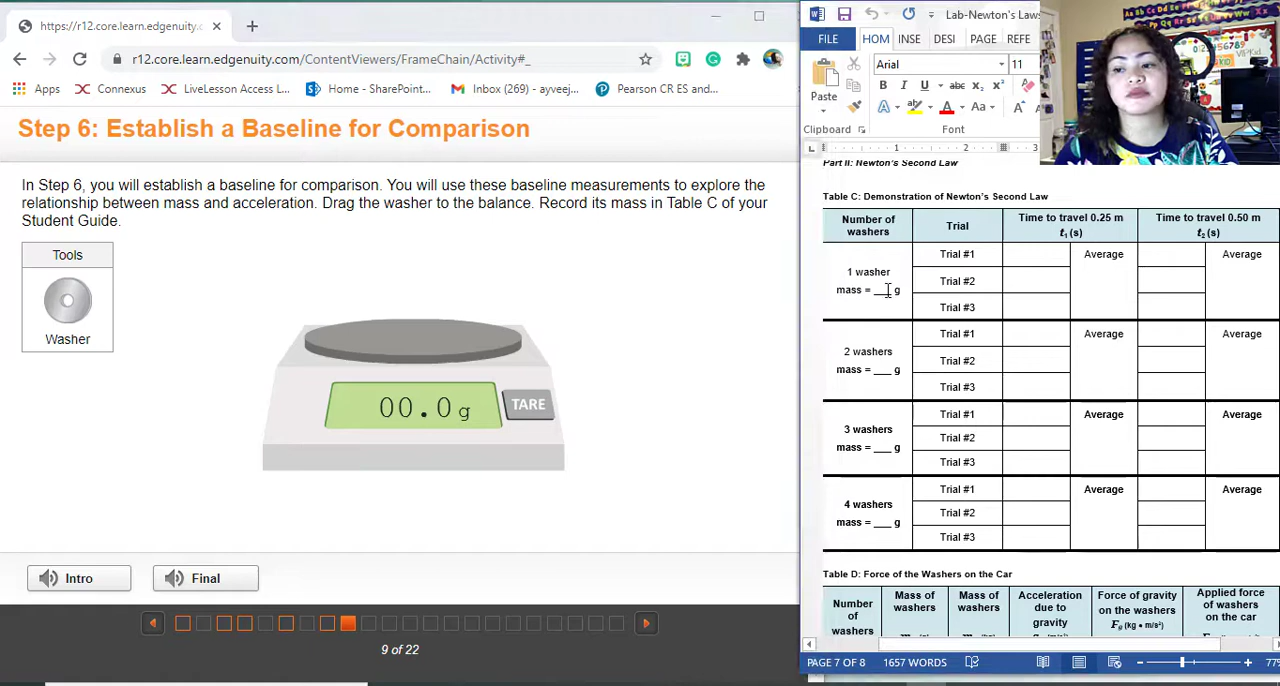 https://r12.core.learn.edgenuity.
r12.core.learn.edgenuity.com/ContentViewers/FrameChain/Activity#_
Apps
Connexus
LiveLesson Access L...
Home - SharePoint...
Inbox (269) - ayveej...
Pearson CR ES and...
Step 6: Establish a Baseline for Comparison
In Step 6, you will establish a baseline for comparison. You will use these baseline measurements to explore the
relationship between mass and acceleration. Drag the washer to the balance. Record its mass in Table C of your
Student Guide.
Tools
Washer
00.0 g
TARE
Intro
Final
9 of 22
Lab-Newton's Laws
FILE HOM INSE DESI PAGE REFE
Arial 11
Paste
B I U abc x₂ x²
A Aa A
Clipboard Font
1 2 3
Part II: Newton's Second Law
Table C: Demonstration of Newton's Second Law
Number of washers Trial Time to travel 0.25 m t₁ (s) Time to travel 0.50 m t₂ (s)
1 washer
mass = ___ g
Trial #1 Average Average
Trial #2
Trial #3
2 washers
mass = ___ g
Trial #1 Average Average
Trial #2
Trial #3
3 washers
mass = ___ g
Trial #1 Average Average
Trial #2
Trial #3
4 washers
mass = ___ g
Trial #1 Average Average
Trial #2
Trial #3
Table D: Force of the Washers on the Car
Number of washers
Mass of washers
Mass of washers
Acceleration due to gravity
Force of gravity on the washers
F_g (kg • m/s²)
Applied force of washers on the car
PAGE 7 OF 8 1657 WORDS 77%